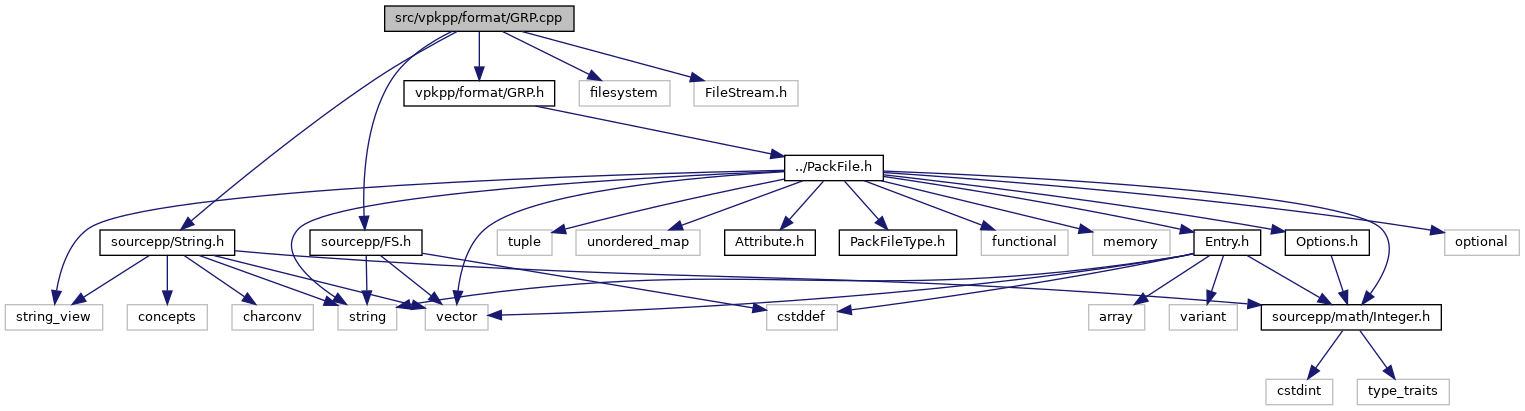 src/vpkpp/format/GRP.cpp
vpkpp/format/GRP.h
filesystem
FileStream.h
../PackFile.h
sourcepp/String.h
sourcepp/FS.h
tuple
unordered_map
Attribute.h
PackFileType.h
functional
memory
Entry.h
Options.h
optional
string_view
concepts
charconv
string
vector
cstddef
array
variant
sourcepp/math/Integer.h
cstdint
type_traits